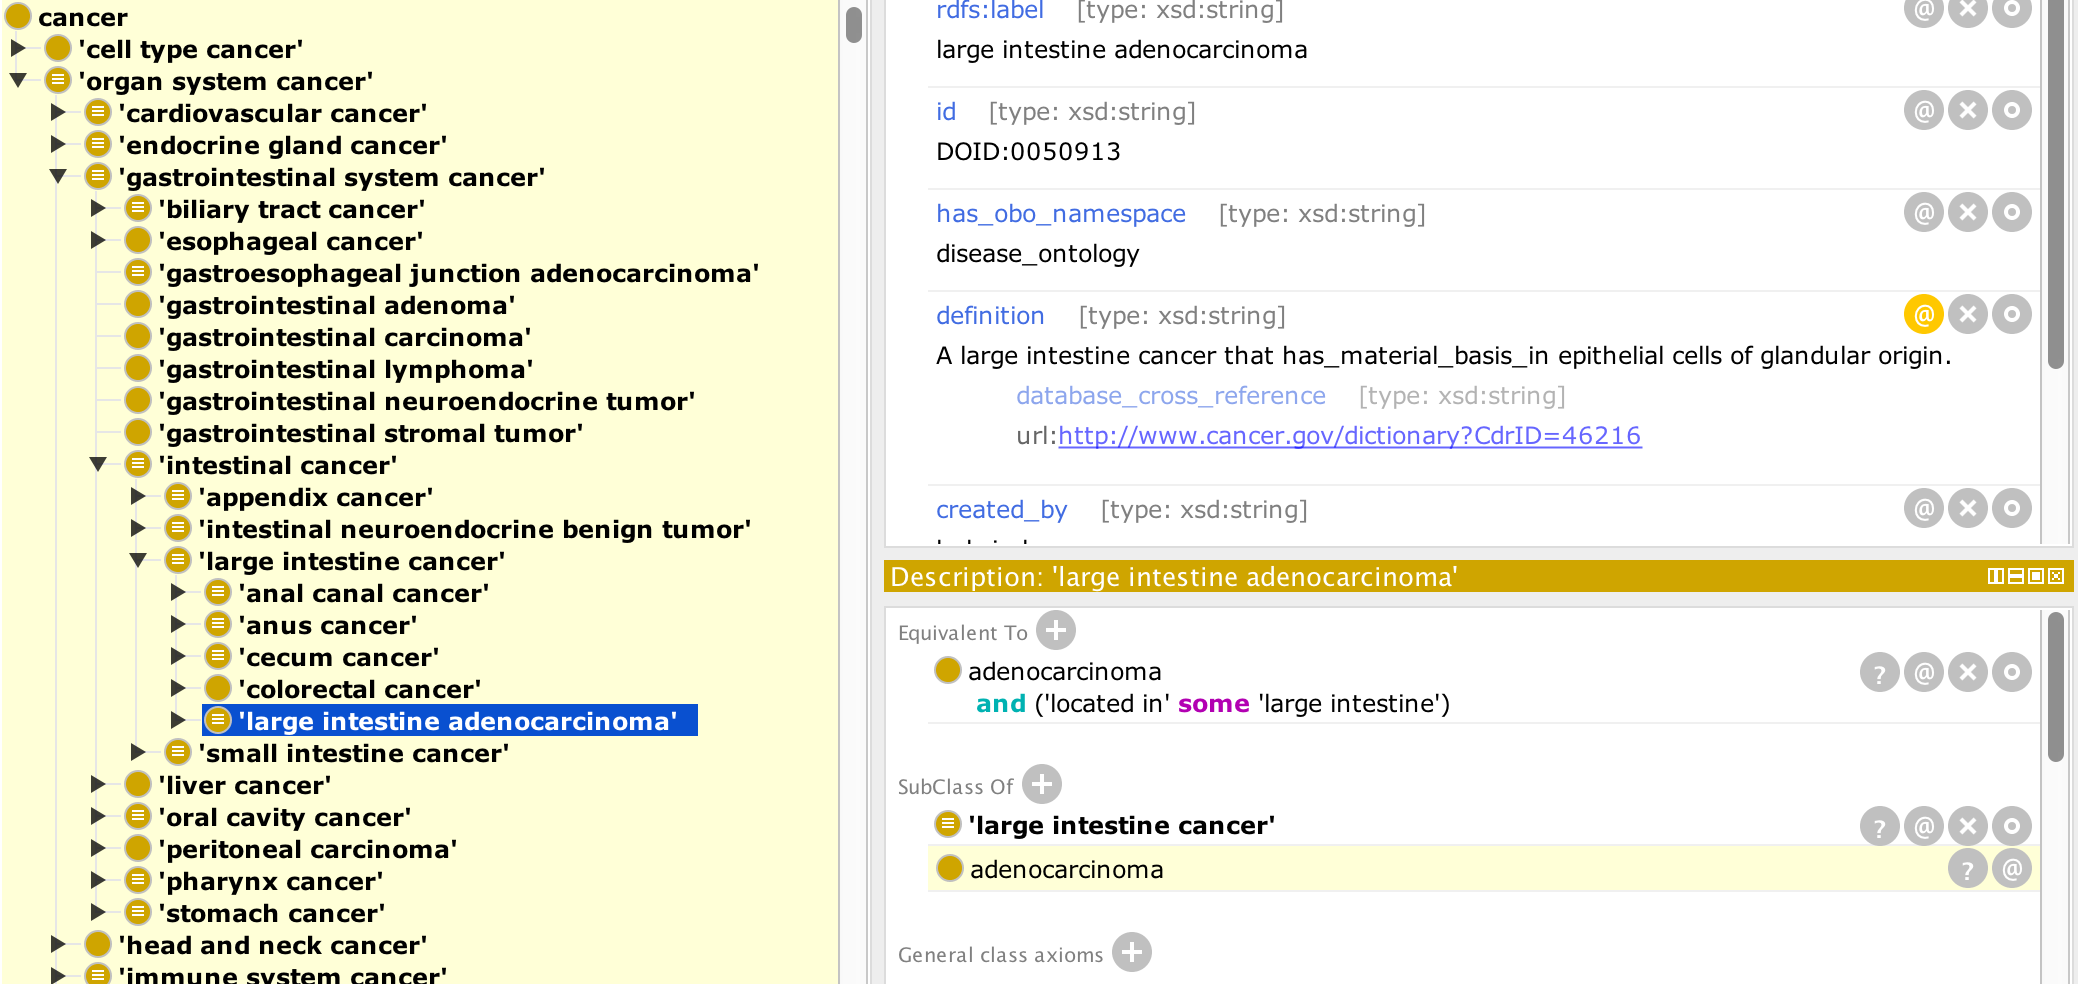 cancer
'cell type cancer'
'organ system cancer'
'cardiovascular cancer'
'endocrine gland cancer'
'gastrointestinal system cancer'
'biliary tract cancer'
'esophageal cancer'
'gastroesophageal junction adenocarcinoma'
'gastrointestinal adenoma'
'gastrointestinal carcinoma'
'gastrointestinal lymphoma'
'gastrointestinal neuroendocrine tumor'
'gastrointestinal stromal tumor'
'intestinal cancer'
'appendix cancer'
'intestinal neuroendocrine benign tumor'
'large intestine cancer'
'anal canal cancer'
'anus cancer'
'cecum cancer'
'colorectal cancer'
'large intestine adenocarcinoma'
'small intestine cancer'
'liver cancer'
'oral cavity cancer'
'peritoneal carcinoma'
'pharynx cancer'
'stomach cancer'
'head and neck cancer'
'immune system cancer'
rdfs:label [type: xsd:string]
large intestine adenocarcinoma
id [type: xsd:string]
DOID:0050913
has_obo_namespace [type: xsd:string]
disease_ontology
definition [type: xsd:string]
A large intestine cancer that has_material_basis_in epithelial cells of glandular origin.
database_cross_reference [type: xsd:string]
url:http://www.cancer.gov/dictionary?CdrID=46216
created_by [type: xsd:string]
Description: 'large intestine adenocarcinoma'
Equivalent To
adenocarcinoma
and ('located in' some 'large intestine')
SubClass Of
'large intestine cancer'
adenocarcinoma
General class axioms